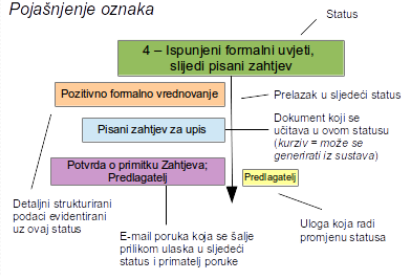 Pojašnjenje oznaka
Status
4 – Ispunjeni formalni uvjeti,
slijedi pisani zahtjev
Pozitivno formalno vrednovanje
Prelazak u sljedeći status
Pisani zahtjev za upis
Dokument koji se
učitava u ovom statusu
(kurziv = može se
generirati iz sustava)
Potvrda o primitku Zahtjeva;
Predlagatelj
Predlagatelj
Detaljni strukturirani
podaci evidentirani
uz ovaj status
E-mail poruka koja se šalje
prilikom ulaska u sljedeći
status i primatelj poruke
Uloga koja radi
promjenu statusa